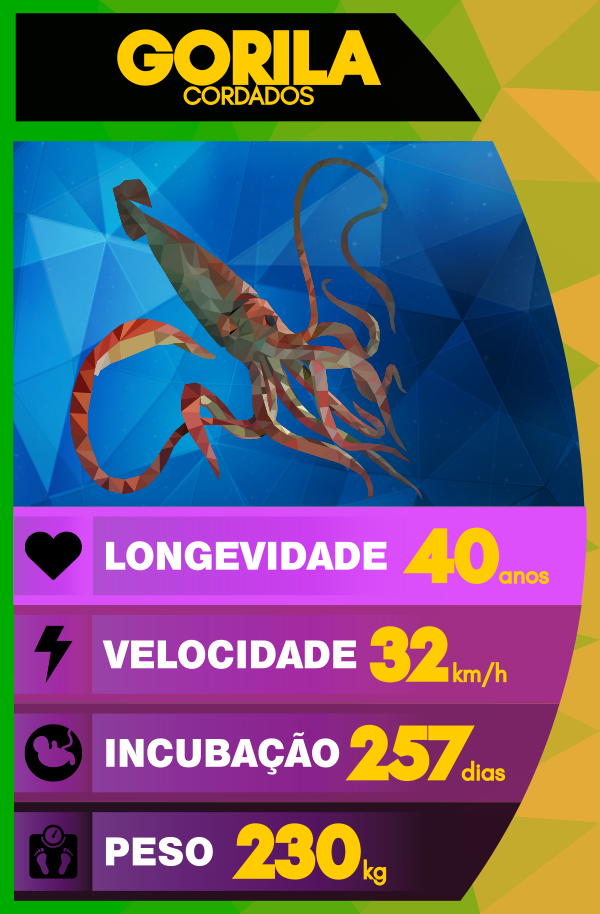 GORILA
CORDADOS
LONGEVIDADE 40 anos
VELOCIDADE 32 km/h
INCUBAÇÃO 257 dias
PESO 230 kg